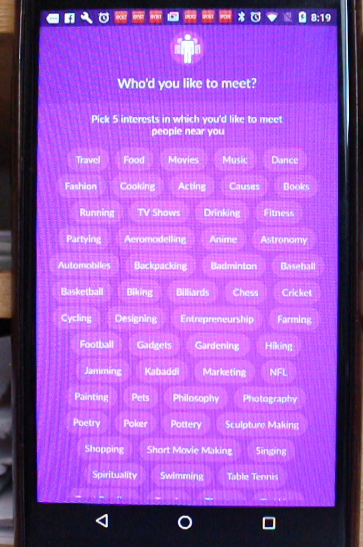 8:19
Who'd you like to meet?
Pick 5 interests in which you'd like to meet
people near you
Travel Food Movies Music Dance
Fashion Cooking Acting Causes Books
Running TV Shows Drinking Fitness
Partying Aeromodelling Anime Astronomy
Automobiles Backpacking Badminton Baseball
Basketball Biking Billiards Chess Cricket
Cycling Designing Entrepreneurship Farming
Football Gadgets Gardening Hiking
Jamming Kabaddi Marketing NFL
Painting Pets Philosophy Photography
Poetry Poker Pottery Sculpture Making
Shopping Short Movie Making Singing
Spirituality Swimming Table Tennis